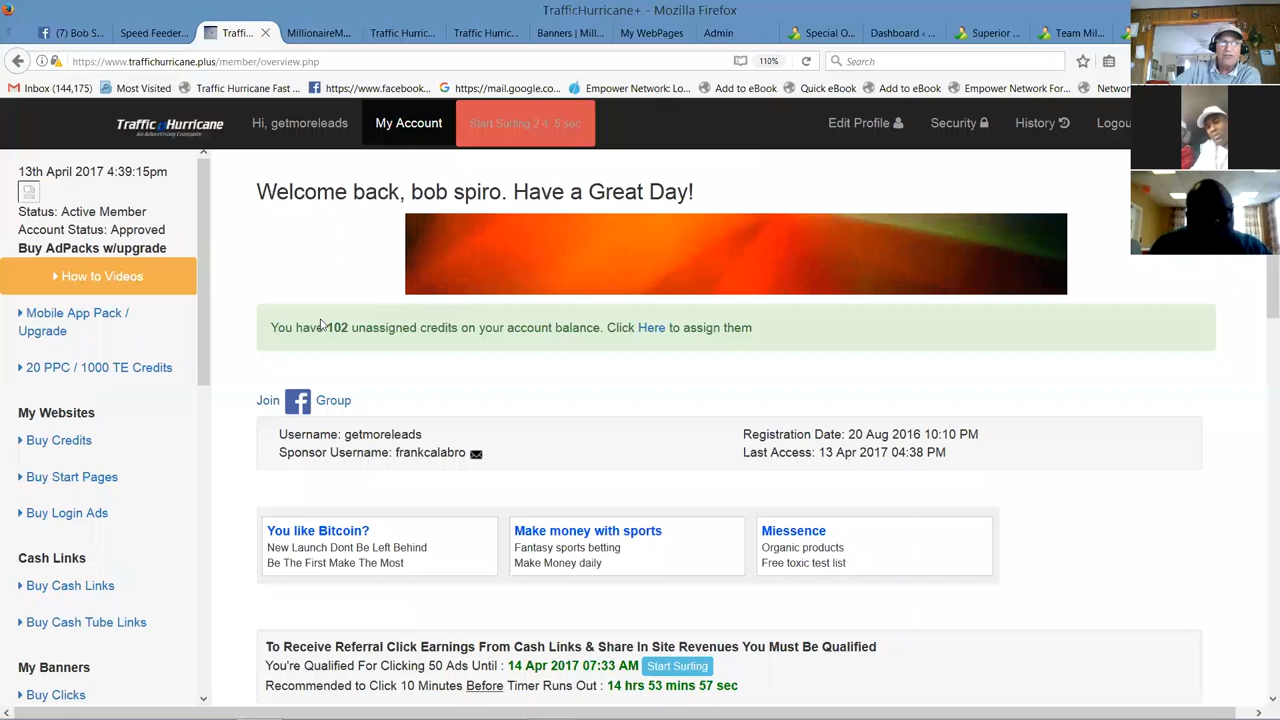 TrafficHurricane+ - Mozilla Firefox
(7) Bob S...
Speed Feeder...
Traffi...
MillionaireM...
Traffic Hurric...
Traffic Hurric...
Banners | Mill...
My WebPages
Admin
Special O...
Dashboard ‹ ...
Superior ...
Team Mil...
https://www.traffichurricane.plus/member/overview.php
110%
Search
Inbox (144,175)
Most Visited
Traffic Hurricane Fast ...
https://www.facebook...
https://mail.google.co...
Empower Network: Lo...
Add to eBook
Quick eBook
Add to eBook
Empower Network For...
Network
Traffic Hurricane
An Advertising Company
Hi, getmoreleads
My Account
Edit Profile
Security
History
Logou
13th April 2017 4:39:15pm
Status: Active Member
Account Status: Approved
Buy AdPacks w/upgrade
How to Videos
Mobile App Pack /
Upgrade
20 PPC / 1000 TE Credits
My Websites
Buy Credits
Buy Start Pages
Buy Login Ads
Cash Links
Buy Cash Links
Buy Cash Tube Links
My Banners
Buy Clicks
Welcome back, bob spiro. Have a Great Day!
You have 102 unassigned credits on your account balance. Click Here to assign them
Join Group
Username: getmoreleads
Sponsor Username: frankcalabro
Registration Date: 20 Aug 2016 10:10 PM
Last Access: 13 Apr 2017 04:38 PM
You like Bitcoin?
New Launch Dont Be Left Behind
Be The First Make The Most
Make money with sports
Fantasy sports betting
Make Money daily
Miessence
Organic products
Free toxic test list
To Receive Referral Click Earnings From Cash Links & Share In Site Revenues You Must Be Qualified
You're Qualified For Clicking 50 Ads Until : 14 Apr 2017 07:33 AM Start Surfing
Recommended to Click 10 Minutes Before Timer Runs Out : 14 hrs 53 mins 57 sec